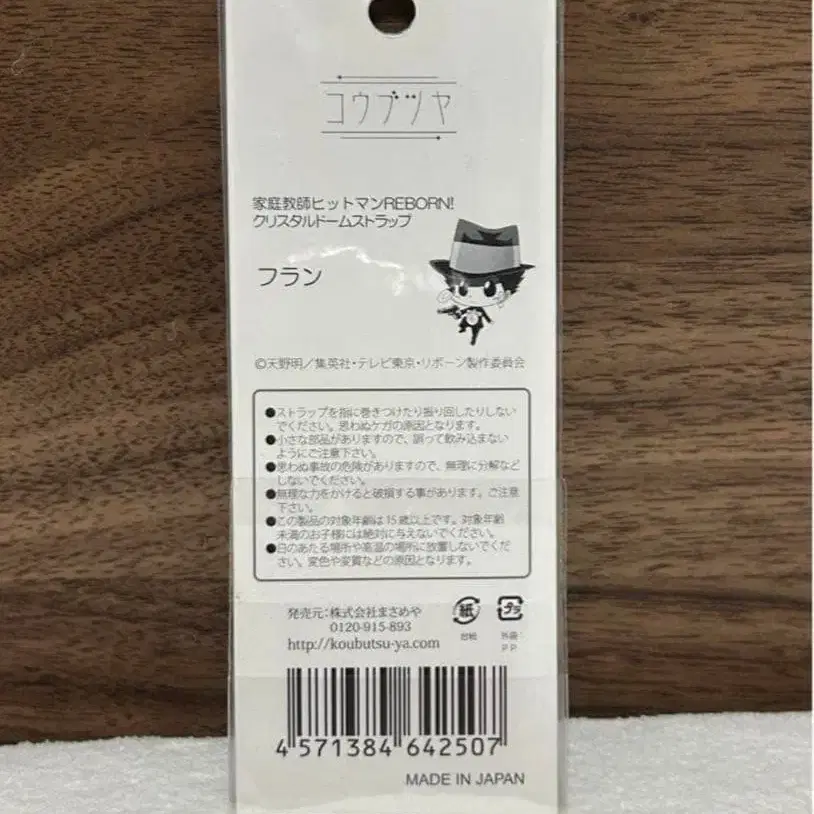 コウブツヤ
家庭教師ヒットマンREBORN!
クリスタルドームストラップ
フラン
©天野明／集英社・テレビ東京・リボーン製作委員会
●ストラップを指に巻きつけたり振り回したりしない
でください。思わぬケガの原因となります。
●小さな部品がありますので、誤って飲み込まない
ようにご注意下さい。
●思わぬ事故の危険がありますので、無理に分解など
しないでください。
●無理な力をかけると破損する事があります。ご注意
下さい。
●この製品の対象年齢は15歳以上です。対象年齢
未満のお子様には絶対に与えないでください。
●日のあたる場所や高温の場所に放置しないでくだ
さい。変色や変質などの原因となります。
発売元:株式会社まさめや
0120-915-893
http://koubutsu-ya.com
紙
台紙
プラ
外袋
PP
4571384642507
MADE IN JAPAN